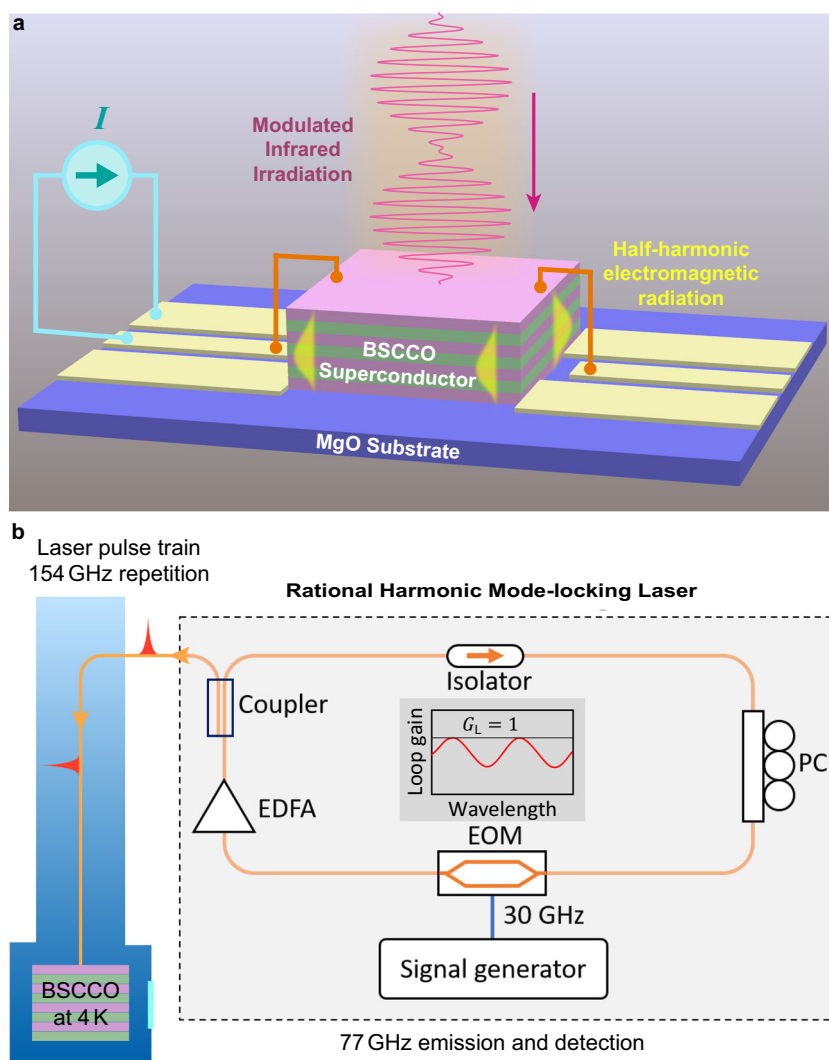 a
I
Modulated
Infrared
Irradiation
Half-harmonic
electromagnetic
radiation
BSCCO
Superconductor
MgO Substrate
b
Laser pulse train
154 GHz repetition
Rational Harmonic Mode-locking Laser
Coupler
Isolator
Loop gain
G_L = 1
Wavelength
PC
EDFA
EOM
30 GHz
Signal generator
BSCCO
at 4 K
77 GHz emission and detection